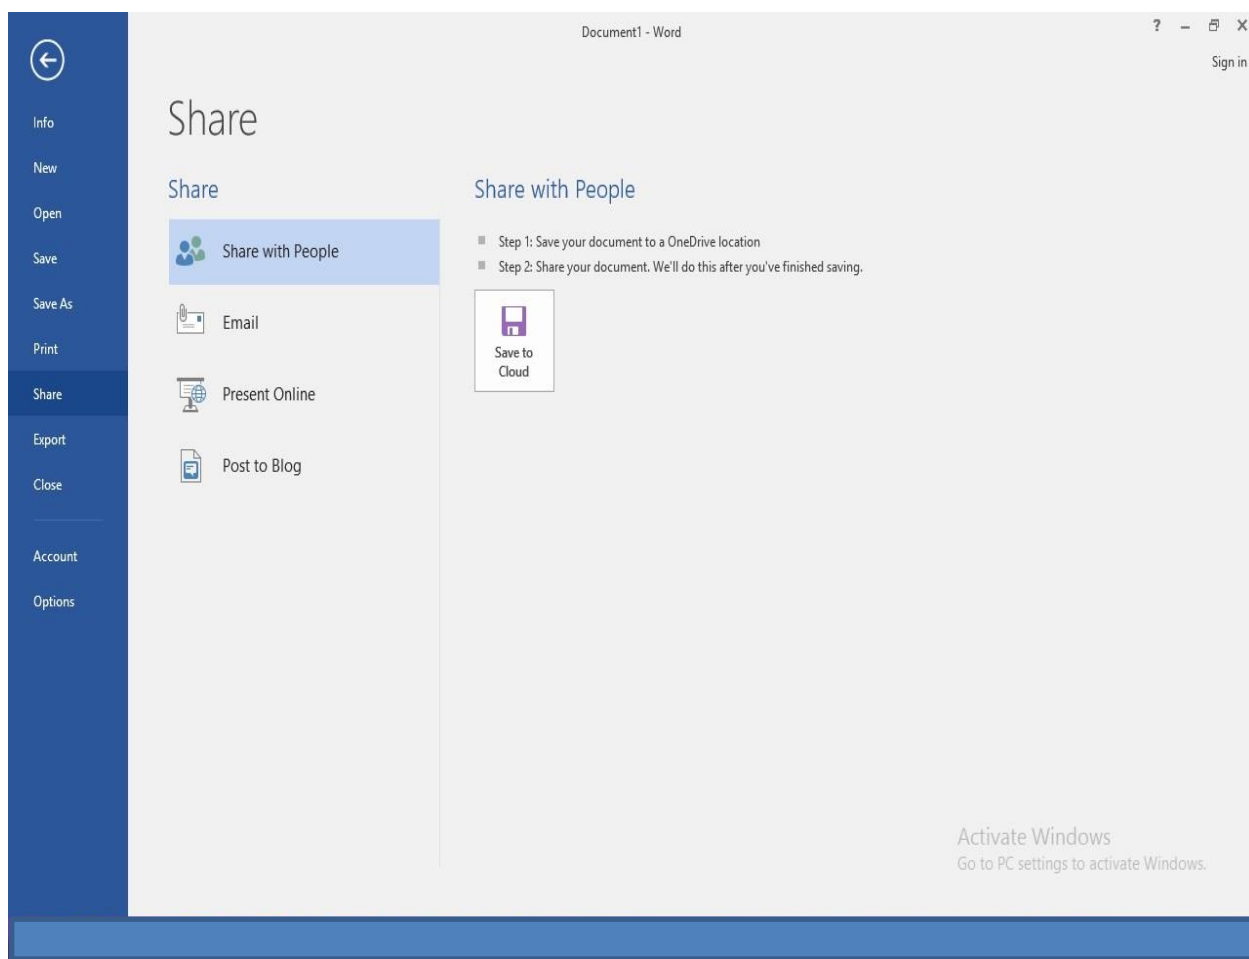 Document1 - Word
?
Sign in
Info
New
Open
Save
Save As
Print
Share
Export
Close
Account
Options
Share
Share
Share with People
Email
Present Online
Post to Blog
Share with People
Step 1: Save your document to a OneDrive location
Step 2: Share your document. We'll do this after you've finished saving.
Save to
Cloud
Activate Windows
Go to PC settings to activate Windows.